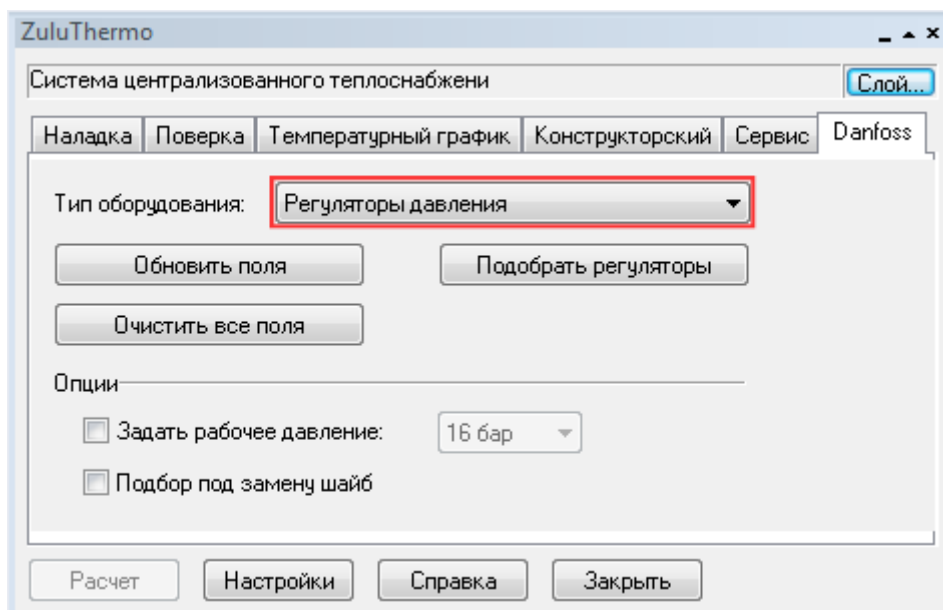 ZuluThermo
Система централизованного теплоснабжени Слой...
Наладка Поверка Температурный график Конструкторский Сервис Danfoss
Тип оборудования: Регуляторы давления
Обновить поля Подобрать регуляторы
Очистить все поля
Опции
Задать рабочее давление: 16 бар
Подбор под замену шайб
Расчет Настройки Справка Закрыть